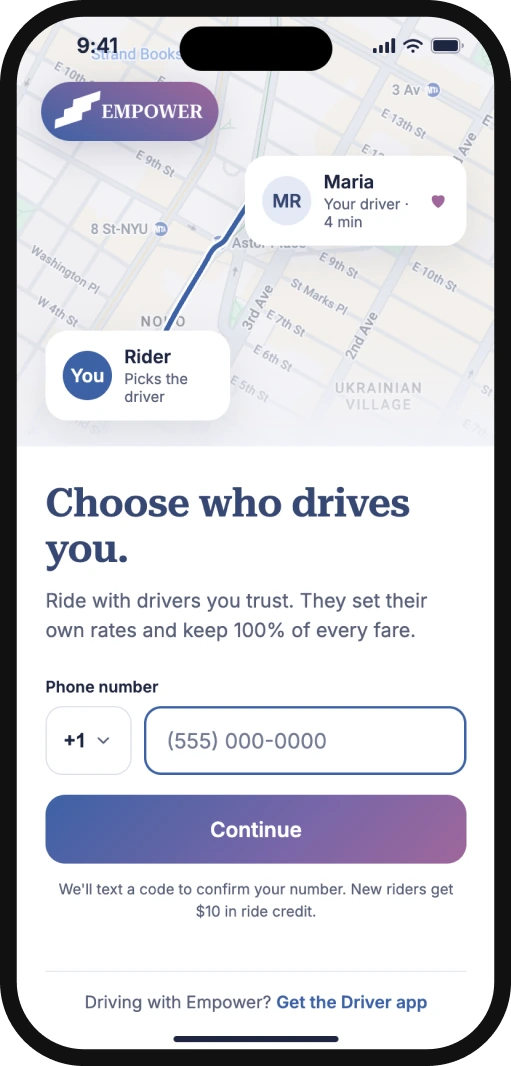 9:41
Strand Books
E 10th
3 Av
MTA
EMPOWER
E 13th St
E 9th St
MR
Maria
Your driver ·
4 min
8 St-NYU
MTA
Astor Place
Washington Pl
E 9th St
E 10th St
St Marks Pl
W 4th St
3rd Ave
E 7th St
2nd Ave
E 6th St
You
Rider
Picks the
driver
E 5th St
UKRAINIAN
VILLAGE
Choose who drives
you.
Ride with drivers you trust. They set their
own rates and keep 100% of every fare.
Phone number
+1
(555) 000-0000
Continue
We'll text a code to confirm your number. New riders get
$10 in ride credit.
Driving with Empower? Get the Driver app